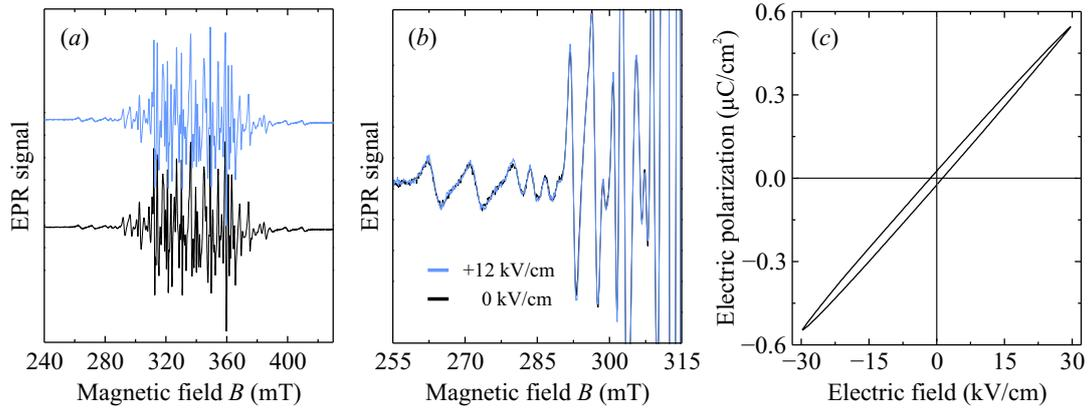 (a)
EPR signal
240 280 320 360 400
Magnetic field B (mT)
(b)
EPR signal
+12 kV/cm
0 kV/cm
255 270 285 300 315
Magnetic field B (mT)
(c)
Electric polarization (μC/cm²)
0.6
0.3
0.0
−0.3
−0.6
−30 −15 0 15 30
Electric field (kV/cm)